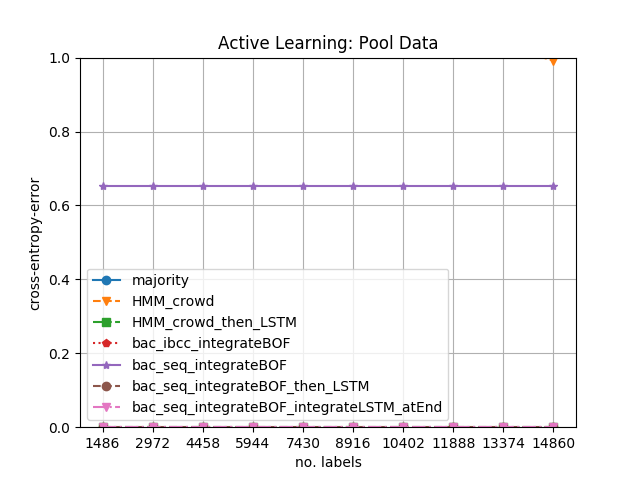 Active Learning: Pool Data
1.0
0.8
0.6
0.4
0.2
0.0
cross-entropy-error
majority
HMM_crowd
HMM_crowd_then_LSTM
bac_ibcc_integrateBOF
bac_seq_integrateBOF
bac_seq_integrateBOF_then_LSTM
bac_seq_integrateBOF_integrateLSTM_atEnd
1486 2972 4458 5944 7430 8916 10402 11888 13374 14860
no. labels